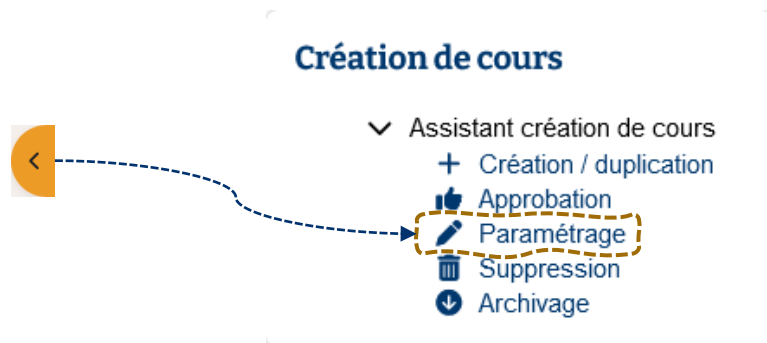 Création de cours
Assistant création de cours
Création / duplication
Approbation
Paramétrage
Suppression
Archivage